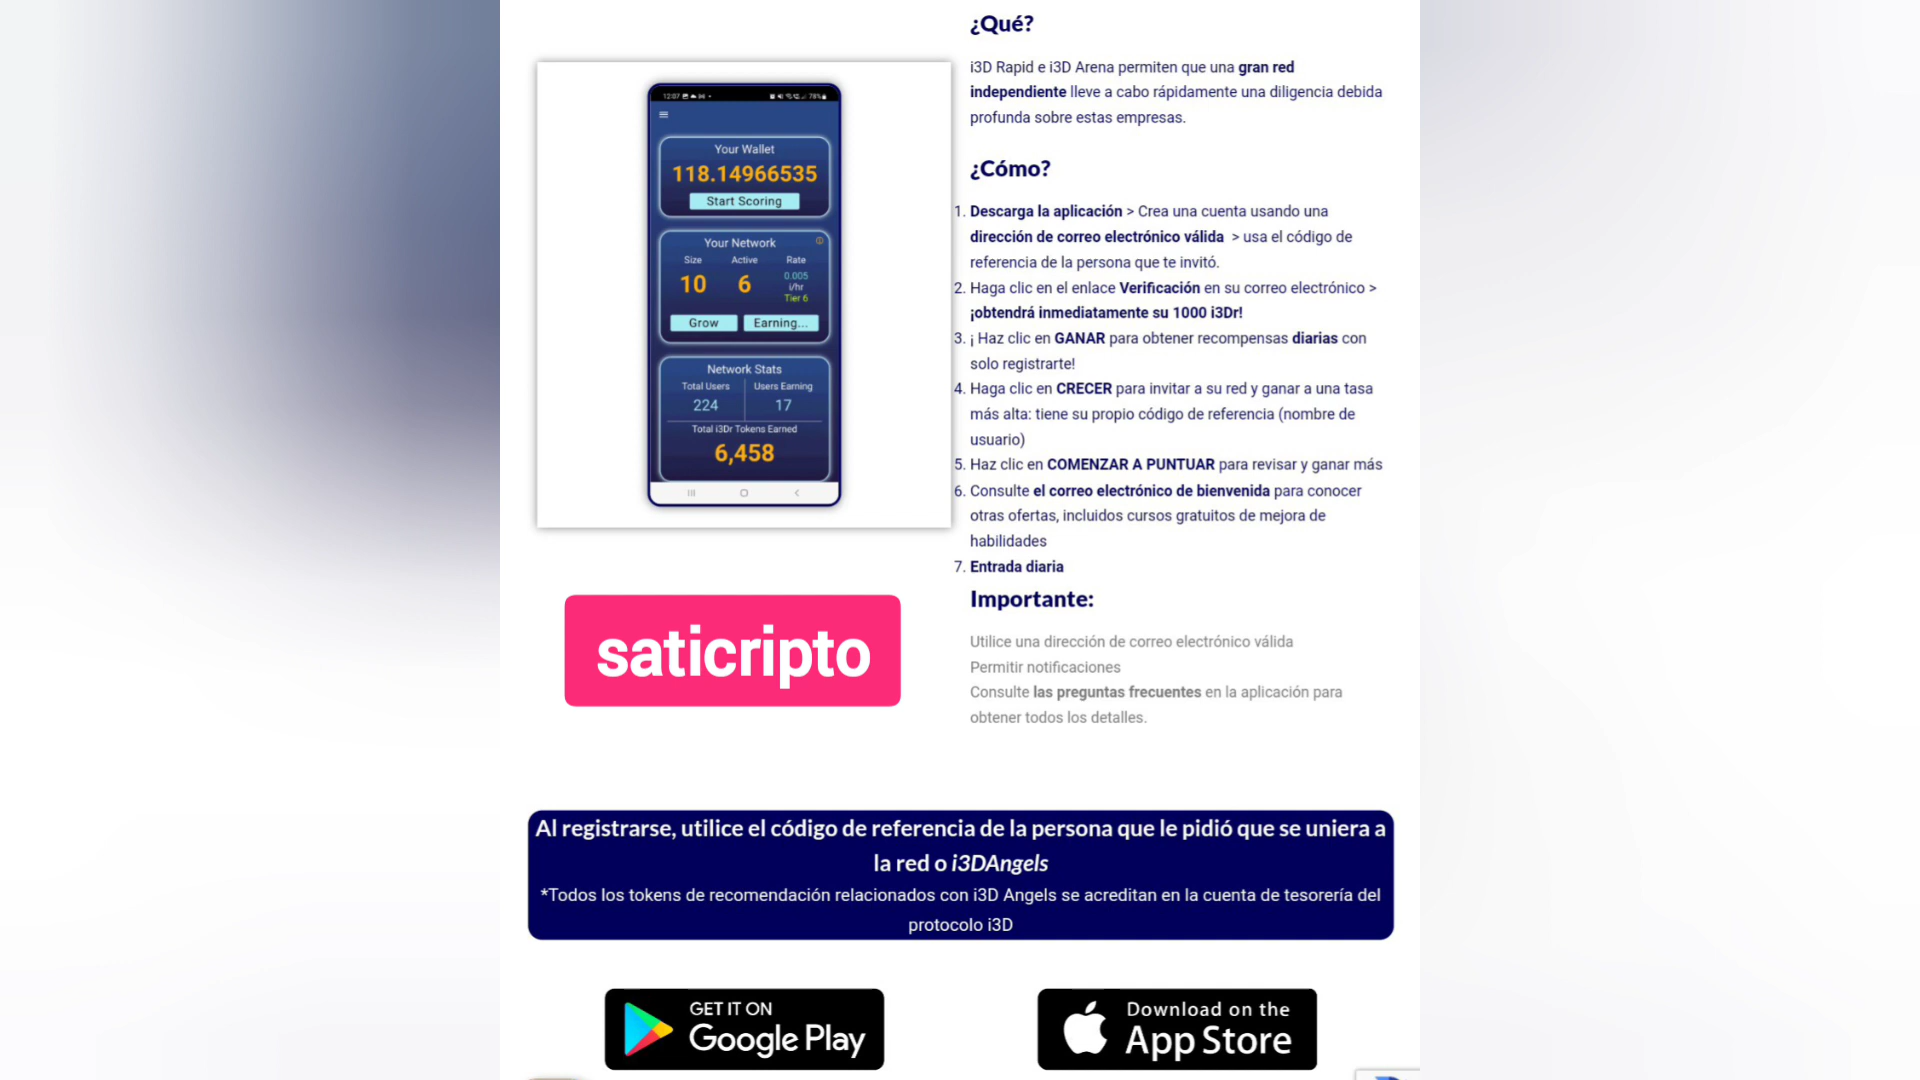 ¿Qué?
i3D Rapid e i3D Arena permiten que una gran red
independiente lleve a cabo rápidamente una diligencia debida
profunda sobre estas empresas.
¿Cómo?
1. Descarga la aplicación > Crea una cuenta usando una
dirección de correo electrónico válida > usa el código de
referencia de la persona que te invitó.
2. Haga clic en el enlace Verificación en su correo electrónico >
¡obtendrá inmediatamente su 1000 i3Dr!
3. ¡ Haz clic en GANAR para obtener recompensas diarias con
solo registrarte!
4. Haga clic en CRECER para invitar a su red y ganar a una tasa
más alta: tiene su propio código de referencia (nombre de
usuario)
5. Haz clic en COMENZAR A PUNTUAR para revisar y ganar más
6. Consulte el correo electrónico de bienvenida para conocer
otras ofertas, incluidos cursos gratuitos de mejora de
habilidades
7. Entrada diaria
Importante:
Utilice una dirección de correo electrónico válida
Permitir notificaciones
Consulte las preguntas frecuentes en la aplicación para
obtener todos los detalles.
12:07
78%
Your Wallet
118.14966535
Start Scoring
Your Network
Size Active Rate
10 6 0.005
i/hr
Tier 6
Grow Earning...
Network Stats
Total Users Users Earning
224 17
Total i3Dr Tokens Earned
6,458
saticripto
Al registrarse, utilice el código de referencia de la persona que le pidió que se uniera a
la red o i3DAngels
*Todos los tokens de recomendación relacionados con i3D Angels se acreditan en la cuenta de tesorería del
protocolo i3D
GET IT ON
Google Play
Download on the
App Store